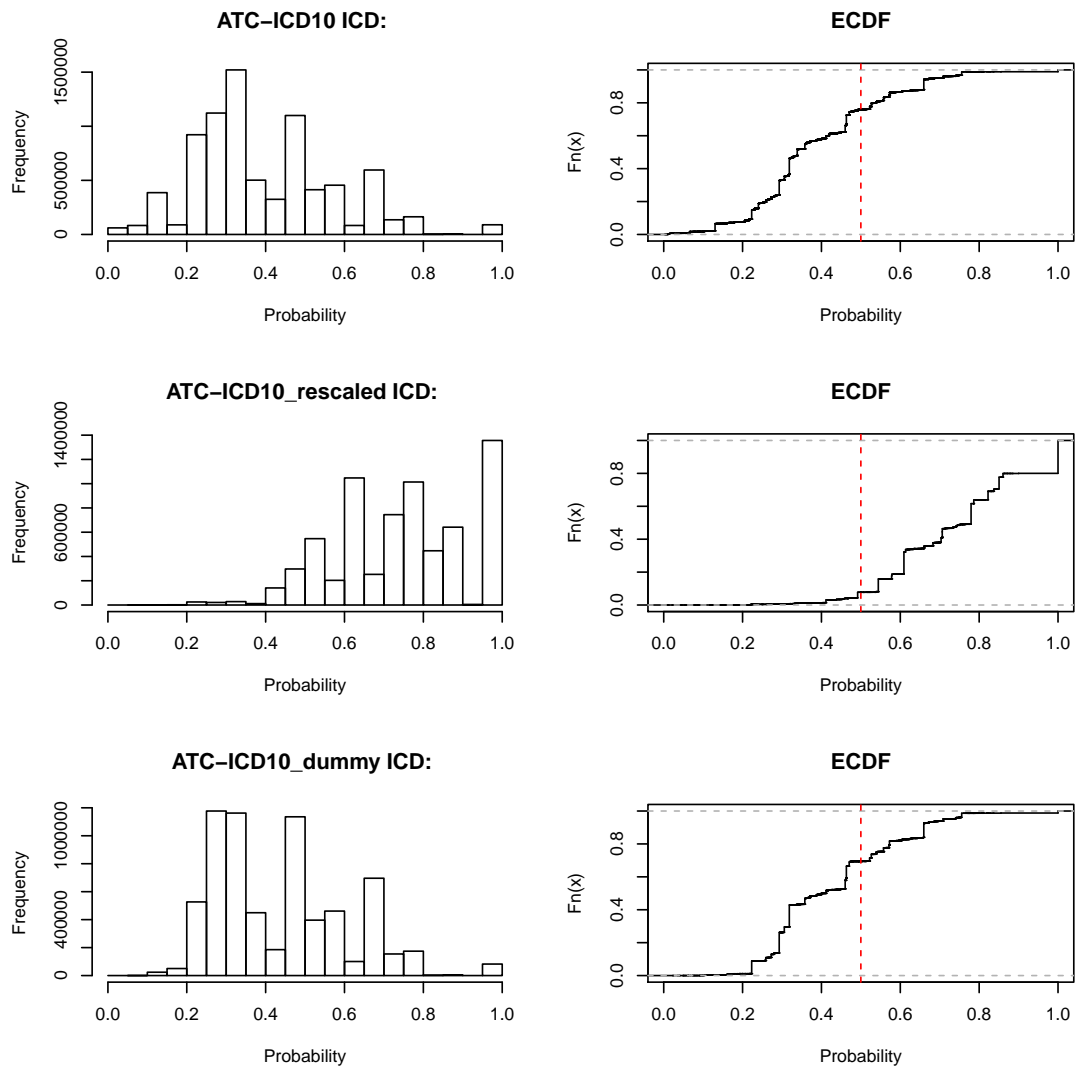 ATC−ICD10 ICD:
Frequency
0 500000 1500000
0.0 0.2 0.4 0.6 0.8 1.0
Probability
ECDF
Fn(x)
0.0 0.4 0.8
0.0 0.2 0.4 0.6 0.8 1.0
Probability
ATC−ICD10_rescaled ICD:
Frequency
0 600000 1400000
0.0 0.2 0.4 0.6 0.8 1.0
Probability
ECDF
Fn(x)
0.0 0.4 0.8
0.0 0.2 0.4 0.6 0.8 1.0
Probability
ATC−ICD10_dummy ICD:
Frequency
0 400000 1000000
0.0 0.2 0.4 0.6 0.8 1.0
Probability
ECDF
Fn(x)
0.0 0.4 0.8
0.0 0.2 0.4 0.6 0.8 1.0
Probability